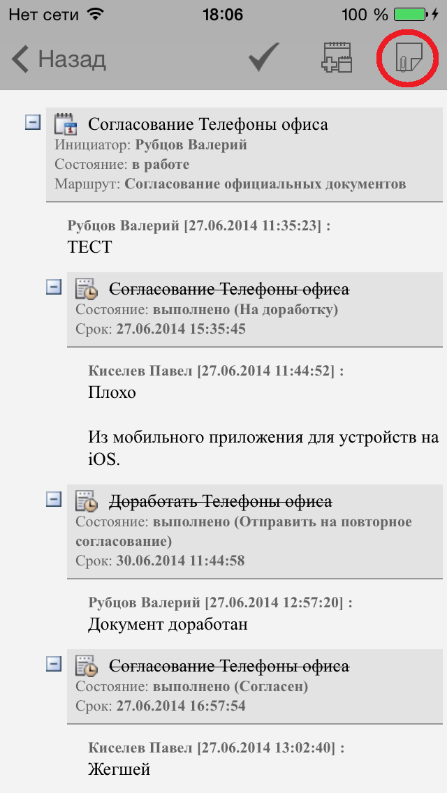 Нет сети 18:06 100 %
Назад
Согласование Телефоны офиса
Инициатор: Рубцов Валерий
Состояние: в работе
Маршрут: Согласование официальных документов
Рубцов Валерий [27.06.2014 11:35:23] :
ТЕСТ
Согласование Телефоны офиса
Состояние: выполнено (На доработку)
Срок: 27.06.2014 15:35:45
Киселев Павел [27.06.2014 11:44:52] :
Плохо
Из мобильного приложения для устройств на
iOS.
Доработать Телефоны офиса
Состояние: выполнено (Отправить на повторное
согласование)
Срок: 30.06.2014 11:44:58
Рубцов Валерий [27.06.2014 12:57:20] :
Документ доработан
Согласование Телефоны офиса
Состояние: выполнено (Согласен)
Срок: 27.06.2014 16:57:54
Киселев Павел [27.06.2014 13:02:40] :
Жегшей